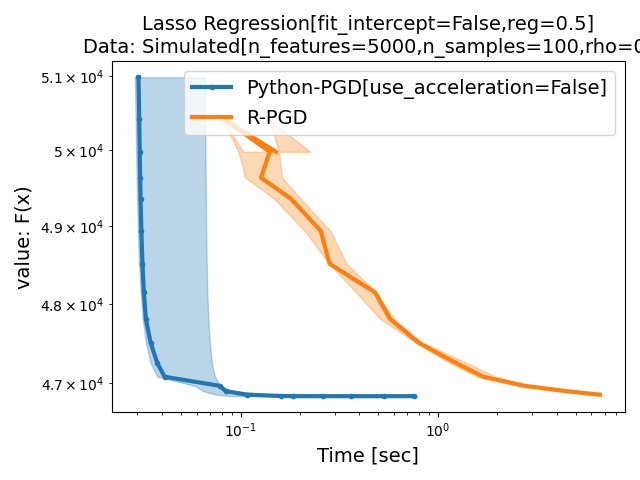 Lasso Regression[fit_intercept=False,reg=0.5]
Data: Simulated[n_features=5000,n_samples=100,rho=0
Python-PGD[use_acceleration=False]
R-PGD
value: F(x)
5.1 × 10⁴
5 × 10⁴
4.9 × 10⁴
4.8 × 10⁴
4.7 × 10⁴
10⁻¹
10⁰
Time [sec]